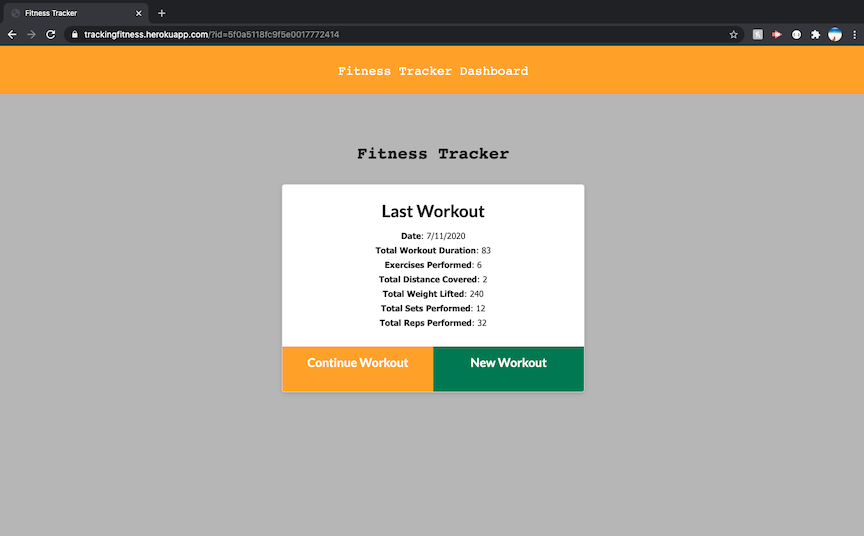 Fitness Tracker
trackingfitness.herokuapp.com/?id=5f0a5118fc9f5e0017772414
Fitness Tracker Dashboard
Fitness Tracker
Last Workout
Date: 7/11/2020
Total Workout Duration: 83
Exercises Performed: 6
Total Distance Covered: 2
Total Weight Lifted: 240
Total Sets Performed: 12
Total Reps Performed: 32
Continue Workout
New Workout